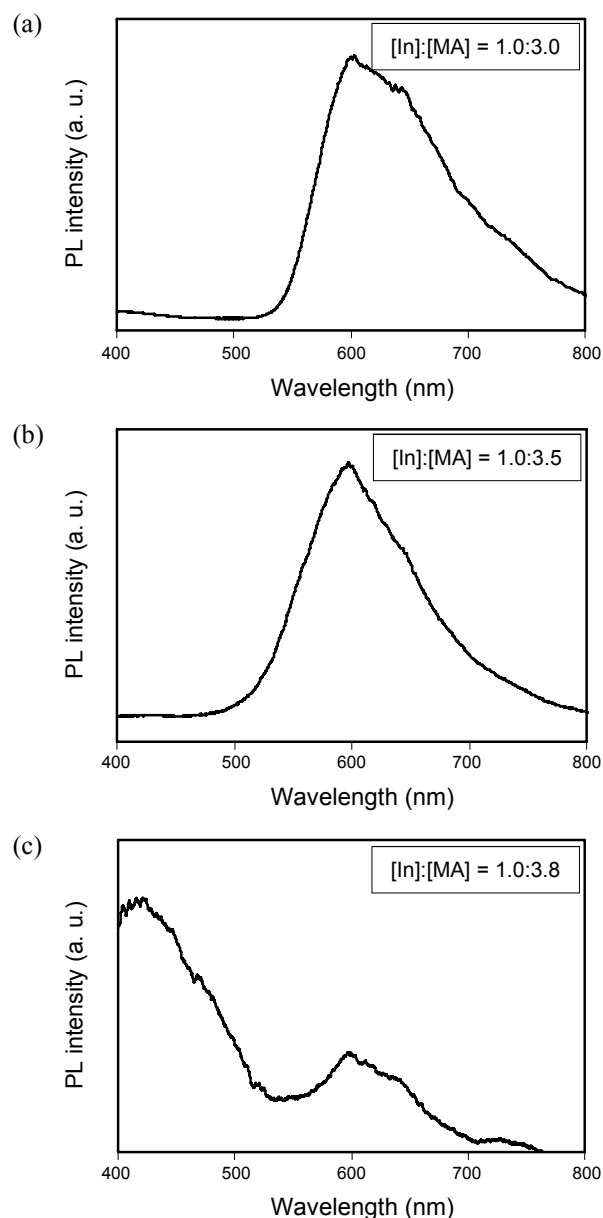 (a)
[In]:[MA] = 1.0:3.0
PL intensity (a. u.)
400 500 600 700 800
Wavelength (nm)
(b)
[In]:[MA] = 1.0:3.5
PL intensity (a. u.)
400 500 600 700 800
Wavelength (nm)
(c)
[In]:[MA] = 1.0:3.8
PL intensity (a. u.)
400 500 600 700 800
Wavelength (nm)